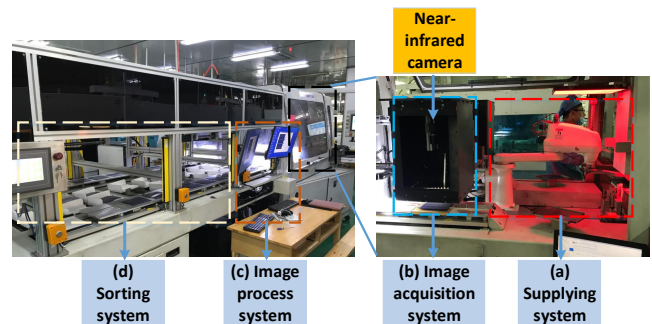 Near-
infrared
camera
(d)
Sorting
system
(c) Image
process
system
(b) Image
acquisition
system
(a)
Supplying
system